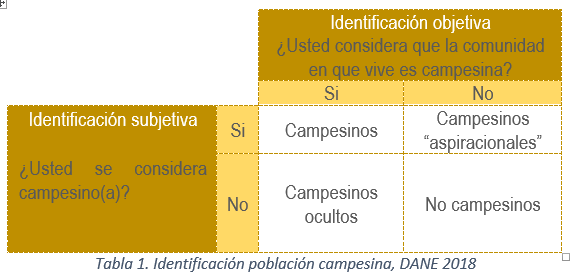 Identificación objetiva
¿Usted considera que la comunidad
en que vive es campesina?
Si No
Identificación subjetiva
¿Usted se considera
campesino(a)?
Si
Campesinos
Campesinos
“aspiracionales”
No
Campesinos
ocultos
No campesinos
Tabla 1. Identificación población campesina, DANE 2018